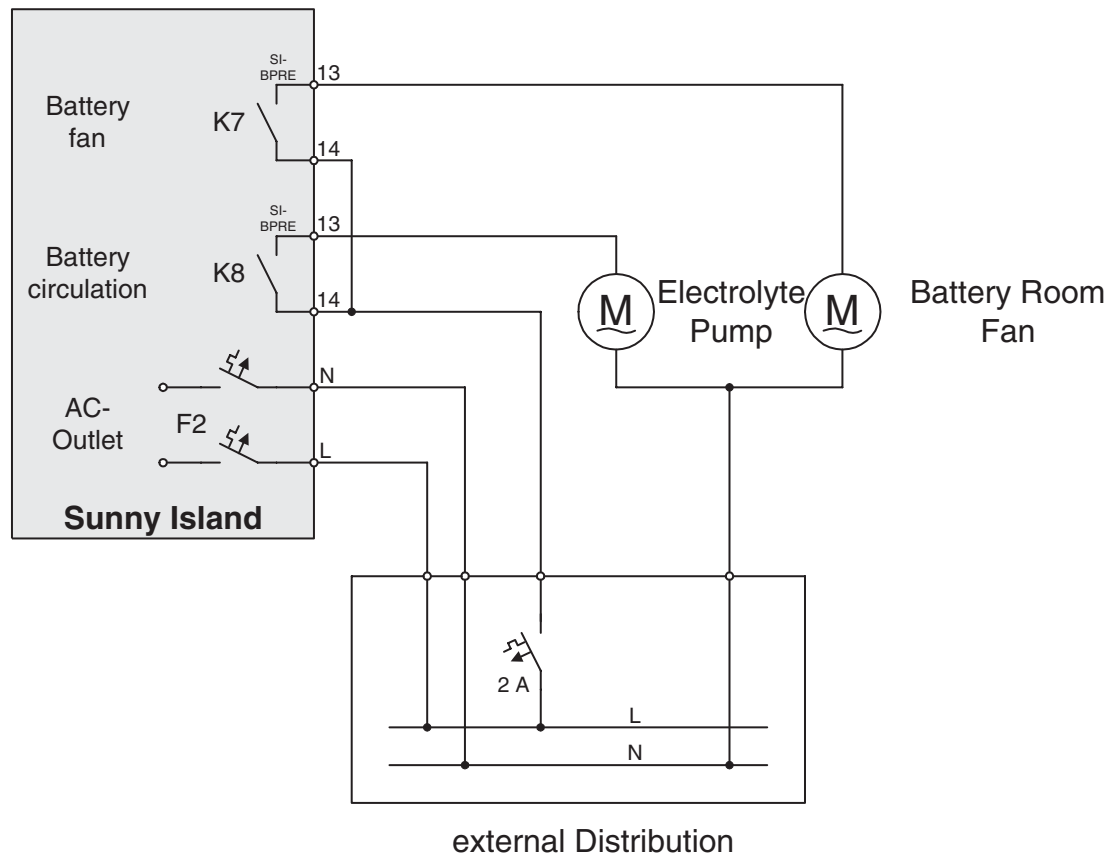 SI-
BPRE
13
Battery
fan
K7
14
SI-
BPRE
13
Battery
circulation
K8
14
M
Electrolyte
Pump
M
Battery Room
Fan
N
AC-
Outlet
F2
L
Sunny Island
2 A
L
N
external Distribution